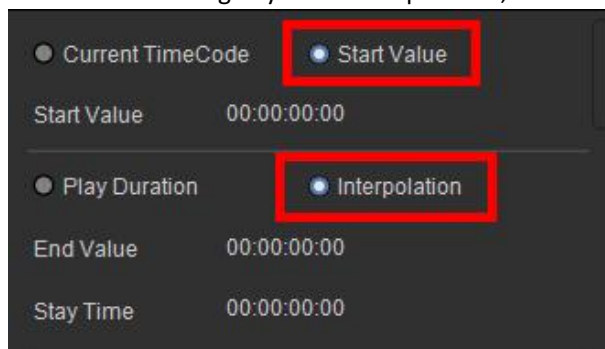 Current TimeCode Start Value
Start Value 00:00:00:00
Play Duration Interpolation
End Value 00:00:00:00
Stay Time 00:00:00:00